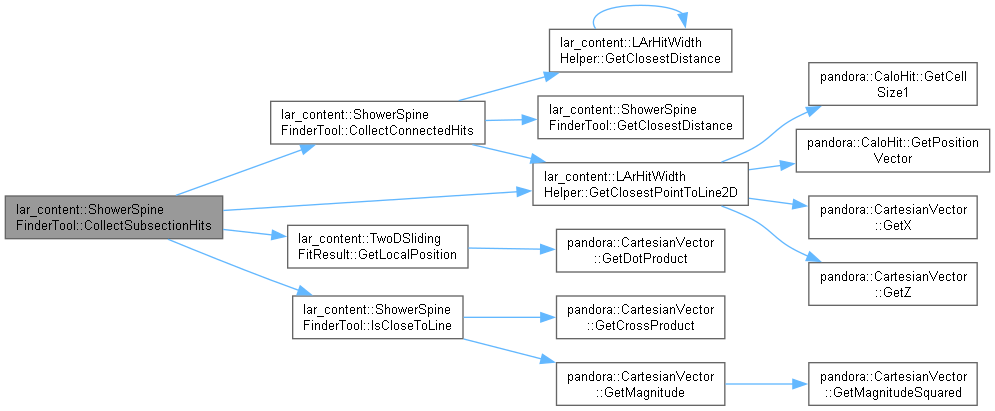 lar_content::ShowerSpine
FinderTool::CollectSubsectionHits
lar_content::ShowerSpine
FinderTool::CollectConnectedHits
lar_content::LArHitWidth
Helper::GetClosestDistance
lar_content::ShowerSpine
FinderTool::GetClosestDistance
lar_content::LArHitWidth
Helper::GetClosestPointToLine2D
pandora::CaloHit::GetCell
Size1
pandora::CaloHit::GetPosition
Vector
pandora::CartesianVector
::GetX
pandora::CartesianVector
::GetZ
lar_content::TwoDSliding
FitResult::GetLocalPosition
pandora::CartesianVector
::GetDotProduct
lar_content::ShowerSpine
FinderTool::IsCloseToLine
pandora::CartesianVector
::GetCrossProduct
pandora::CartesianVector
::GetMagnitude
pandora::CartesianVector
::GetMagnitudeSquared